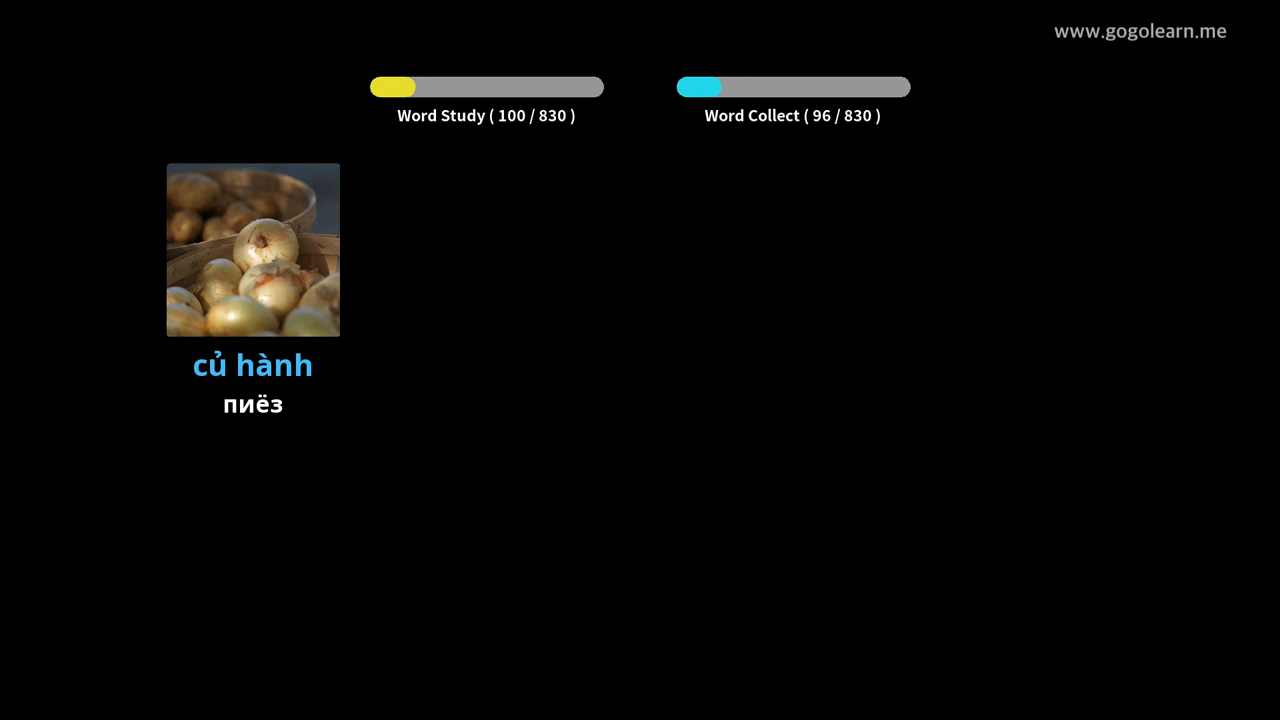 www.gogolearn.me
Word Study ( 100 / 830 )
Word Collect ( 96 / 830 )
củ hành
пиёз